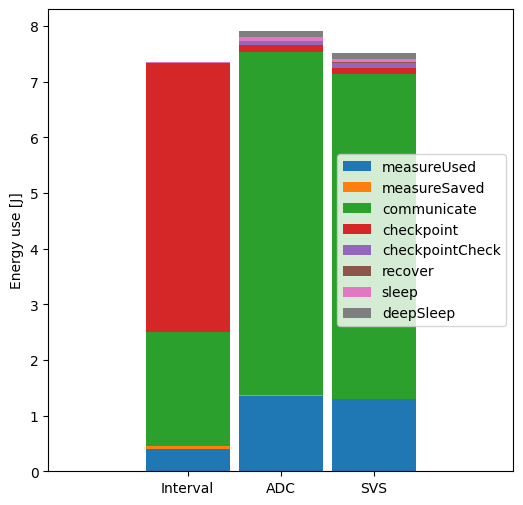 8
7
6
5
4
3
2
1
0
Energy use [J]
measureUsed
measureSaved
communicate
checkpoint
checkpointCheck
recover
sleep
deepSleep
Interval ADC SVS